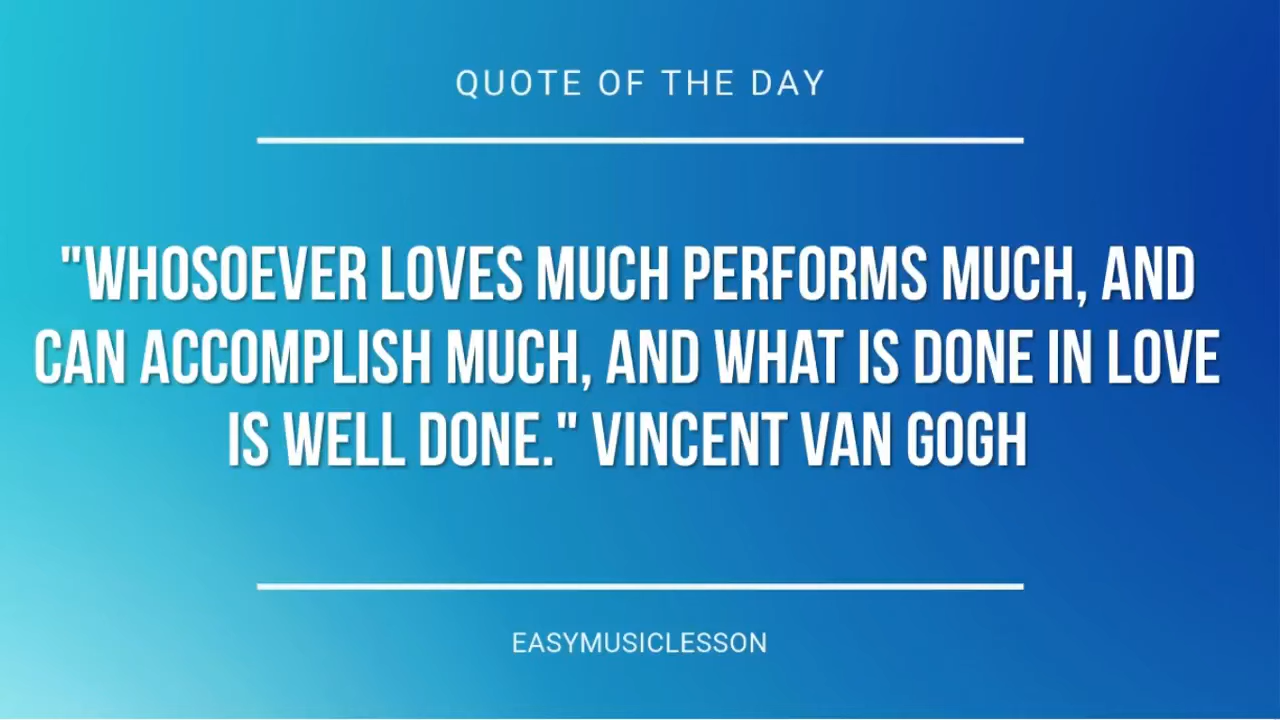 QUOTE OF THE DAY
"WHOSOEVER LOVES MUCH PERFORMS MUCH, AND
CAN ACCOMPLISH MUCH, AND WHAT IS DONE IN LOVE
IS WELL DONE." VINCENT VAN GOGH
EASYMUSICLESSON